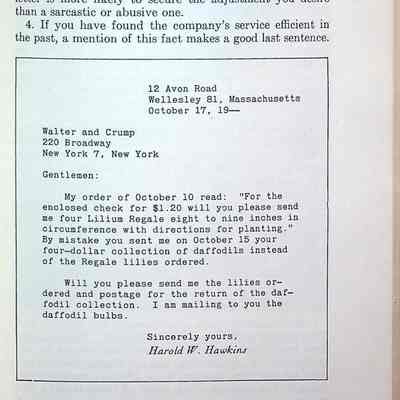 letter is more likely to secure the adjustment you desire
than a sarcastic or abusive one.
4. If you have found the company's service efficient in
the past, a mention of this fact makes a good last sentence.
12 Avon Road
Wellesley 81, Massachusetts
October 17, 19—
Walter and Crump
220 Broadway
New York 7, New York
Gentlemen:
My order of October 10 read: "For the
enclosed check for $1.20 will you please send
me four Lilium Regale eight to nine inches in
circumference with directions for planting."
By mistake you sent me on October 15 your
four-dollar collection of daffodils instead
of the Regale lilies ordered.
Will you please send me the lilies or-
dered and postage for the return of the daf-
fodil collection. I am mailing to you the
daffodil bulbs.
Sincerely yours,
Harold W. Hawkins